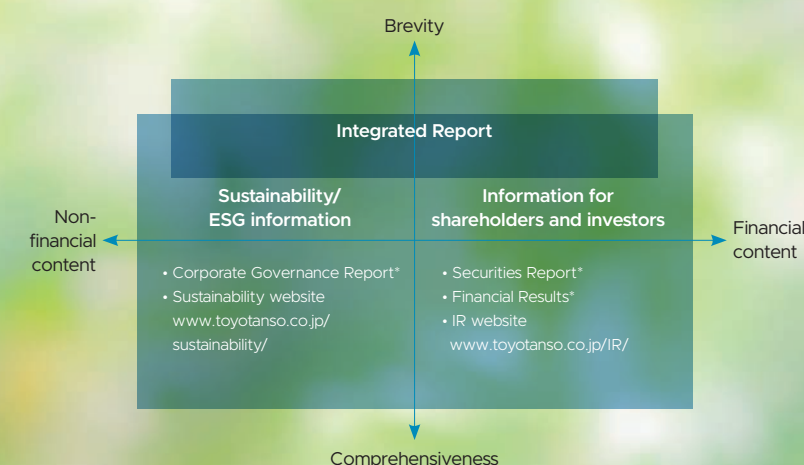 Brevity
Integrated Report
Sustainability/
ESG information
Information for
shareholders and investors
Non-
financial
content
Financial
content
• Corporate Governance Report*
• Sustainability website
www.toyotanso.co.jp/
sustainability/
• Securities Report*
• Financial Results*
• IR website
www.toyotanso.co.jp/IR/
Comprehensiveness